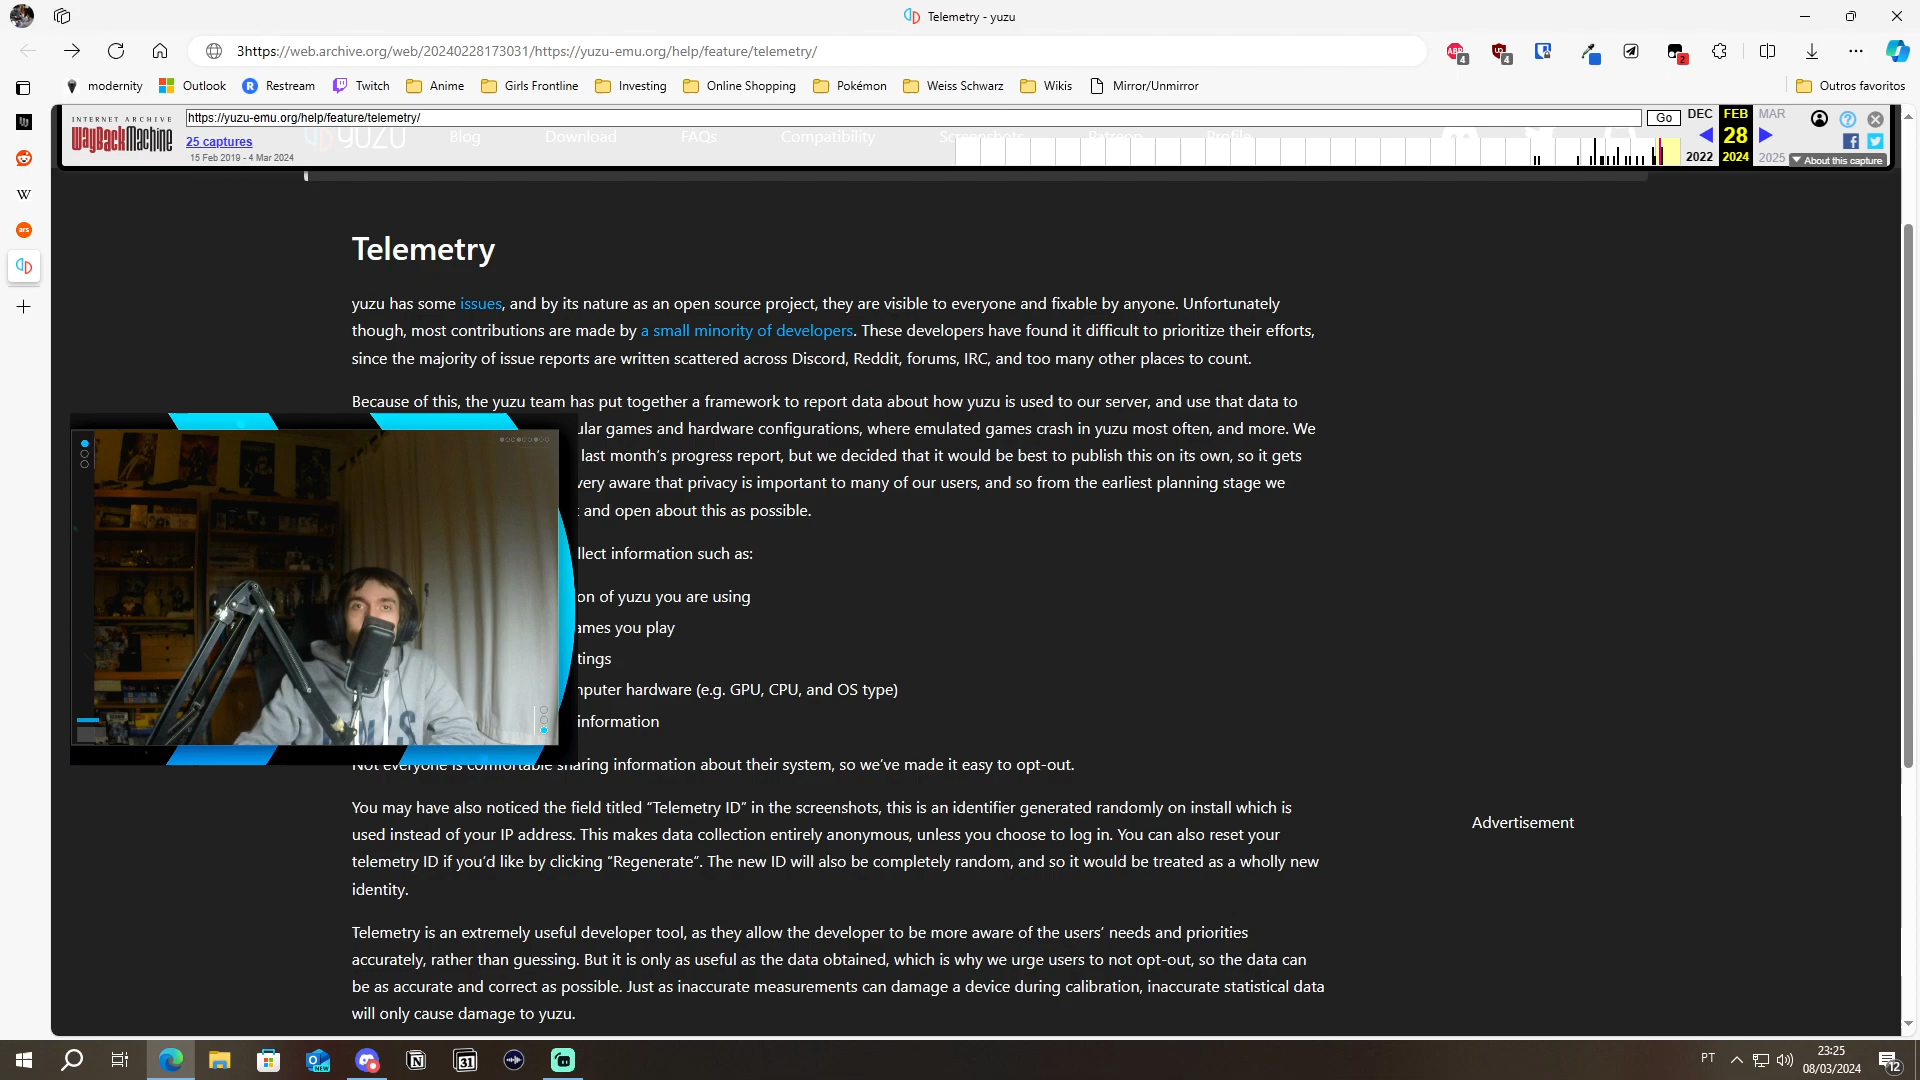 Telemetry - yuzu
3https://web.archive.org/web/20240228173031/https://yuzu-emu.org/help/feature/telemetry/
ABP 4 4 2
modernity Outlook Restream Twitch Anime Girls Frontline Investing Online Shopping Pokémon Weiss Schwarz Wikis Mirror/Unmirror Outros favoritos
INTERNET ARCHIVE
WayBackMachine
https://yuzu-emu.org/help/feature/telemetry/ Go DEC FEB MAR
yuzu Blog Download FAQs Compatibility Screenshots Patreon Profile
25 captures 28
15 Feb 2019 - 4 Mar 2024 2022 2024 2025 About this capture
Telemetry
yuzu has some issues, and by its nature as an open source project, they are visible to everyone and fixable by anyone. Unfortunately
though, most contributions are made by a small minority of developers. These developers have found it difficult to prioritize their efforts,
since the majority of issue reports are written scattered across Discord, Reddit, forums, IRC, and too many other places to count.
Because of this, the yuzu team has put together a framework to report data about how yuzu is used to our server, and use that data to
ular games and hardware configurations, where emulated games crash in yuzu most often, and more. We
last month's progress report, but we decided that it would be best to publish this on its own, so it gets
very aware that privacy is important to many of our users, and so from the earliest planning stage we
and open about this as possible.
llect information such as:
on of yuzu you are using
ames you play
tings
mputer hardware (e.g. GPU, CPU, and OS type)
information
Not everyone is comfortable sharing information about their system, so we've made it easy to opt-out.
You may have also noticed the field titled “Telemetry ID” in the screenshots, this is an identifier generated randomly on install which is
used instead of your IP address. This makes data collection entirely anonymous, unless you choose to log in. You can also reset your
telemetry ID if you'd like by clicking “Regenerate“. The new ID will also be completely random, and so it would be treated as a wholly new
identity.
Advertisement
Telemetry is an extremely useful developer tool, as they allow the developer to be more aware of the users' needs and priorities
accurately, rather than guessing. But it is only as useful as the data obtained, which is why we urge users to not opt-out, so the data can
be as accurate and correct as possible. Just as inaccurate measurements can damage a device during calibration, inaccurate statistical data
will only cause damage to yuzu.
PT 23:25
08/03/2024 12
NEW 31